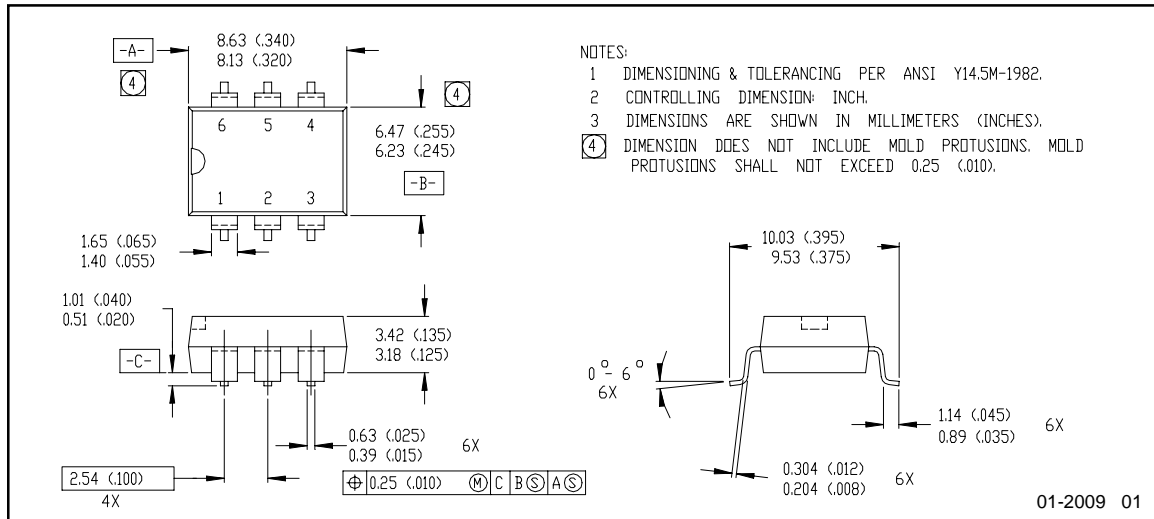 -A-
8.63 (.340)
8.13 (.320)
4
4
6 5 4
1 2 3
6.47 (.255)
6.23 (.245)
-B-
1.65 (.065)
1.40 (.055)
NOTES:
1 DIMENSIONING & TOLERANCING PER ANSI Y14.5M-1982.
2 CONTROLLING DIMENSION: INCH.
3 DIMENSIONS ARE SHOWN IN MILLIMETERS (INCHES).
4 DIMENSION DOES NOT INCLUDE MOLD PROTUSIONS. MOLD
PROTUSIONS SHALL NOT EXCEED 0.25 (.010).
1.01 (.040)
0.51 (.020)
-C-
3.42 (.135)
3.18 (.125)
0.63 (.025)
0.39 (.015)
6X
2.54 (.100)
4X
⌖ 0.25 (.010) Ⓜ C B Ⓢ A Ⓢ
10.03 (.395)
9.53 (.375)
0° - 6°
6X
1.14 (.045)
0.89 (.035)
6X
0.304 (.012)
0.204 (.008)
6X
01-2009 01